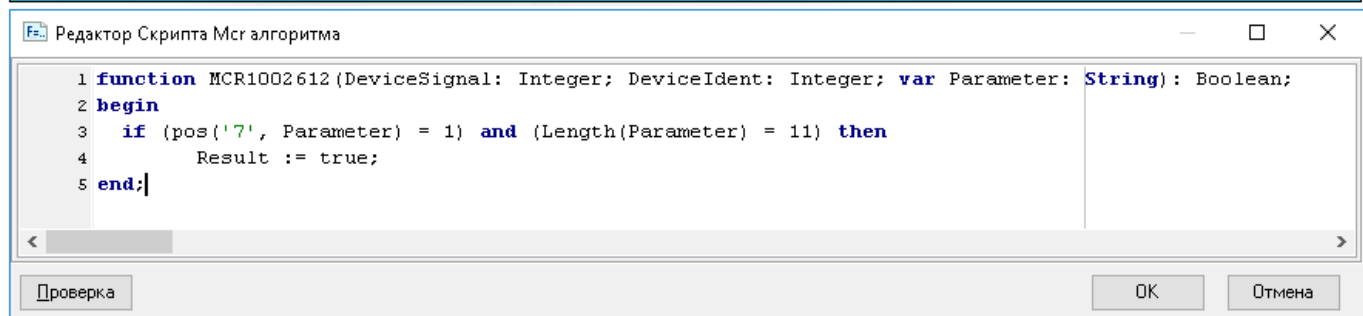 Редактор Скрипта Mcr алгоритма
1 function MCR1002612(DeviceSignal: Integer; DeviceIdent: Integer; var Parameter: String): Boolean;
2 begin
3 if (pos('7', Parameter) = 1) and (Length(Parameter) = 11) then
4 Result := true;
5 end;
Проверка
OK
Отмена